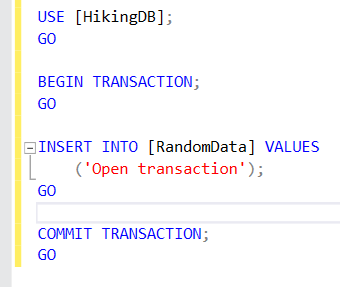 USE [HikingDB];
GO
BEGIN TRANSACTION;
GO
INSERT INTO [RandomData] VALUES
('Open transaction');
GO
COMMIT TRANSACTION;
GO